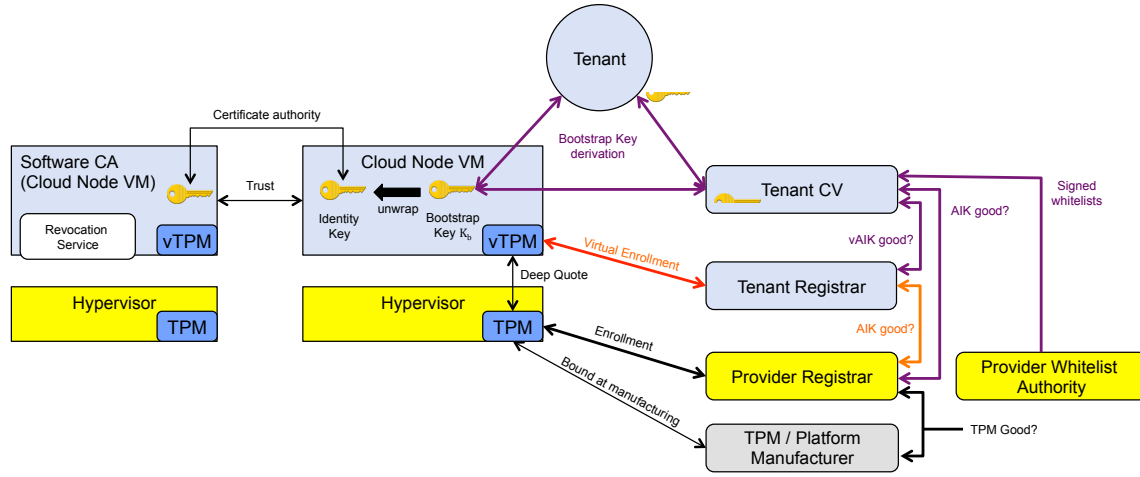 Tenant
Certificate authority
Bootstrap Key
derivation
Software CA
(Cloud Node VM)
Trust
Cloud Node VM
unwrap
Identity
Key
Bootstrap
Key K_b
Revocation
Service
vTPM
vTPM
Tenant CV
Signed
whitelists
AIK good?
vAIK good?
Virtual Enrollment
Deep Quote
Tenant Registrar
Hypervisor
TPM
Hypervisor
TPM
Enrollment
AIK good?
Bound at manufacturing
Provider Registrar
Provider Whitelist
Authority
TPM Good?
TPM / Platform
Manufacturer